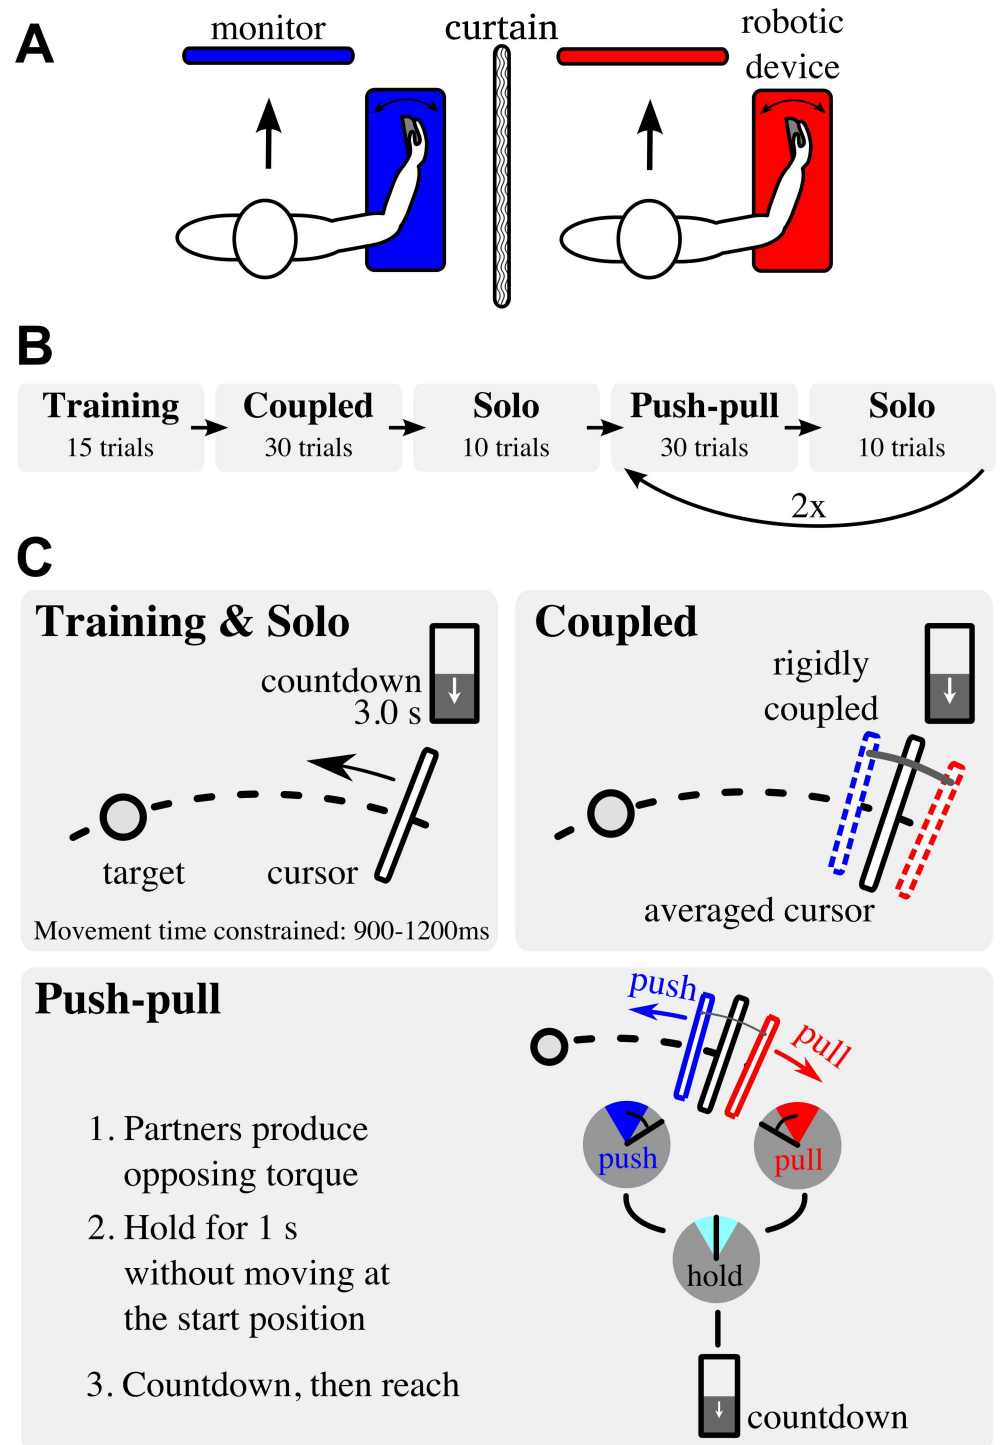 A
monitor
curtain
robotic
device
B
Training
15 trials
Coupled
30 trials
Solo
10 trials
Push-pull
30 trials
Solo
10 trials
2x
C
Training & Solo
countdown
3.0 s
target
cursor
Movement time constrained: 900-1200ms
Coupled
rigidly
coupled
averaged cursor
Push-pull
push
pull
1. Partners produce
opposing torque
2. Hold for 1 s
without moving at
the start position
3. Countdown, then reach
push
pull
hold
countdown